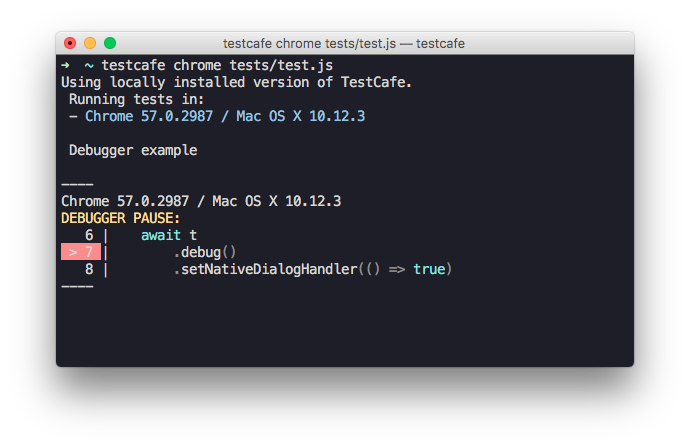 testcafe chrome tests/test.js — testcafe
➜  ~ testcafe chrome tests/test.js
Using locally installed version of TestCafe.
 Running tests in:
 - Chrome 57.0.2987 / Mac OS X 10.12.3
 Debugger example
----
Chrome 57.0.2987 / Mac OS X 10.12.3
DEBUGGER PAUSE:
   6 |    await t
 > 7 |        .debug()
   8 |        .setNativeDialogHandler(() => true)
----